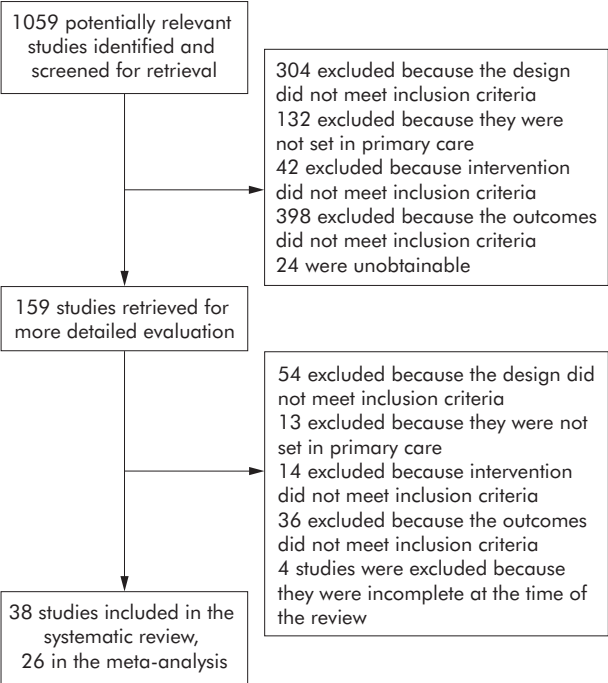 1059 potentially relevant
studies identified and
screened for retrieval
304 excluded because the design
did not meet inclusion criteria
132 excluded because they were
not set in primary care
42 excluded because intervention
did not meet inclusion criteria
398 excluded because the outcomes
did not meet inclusion criteria
24 were unobtainable
159 studies retrieved for
more detailed evaluation
54 excluded because the design did
not meet inclusion criteria
13 excluded because they were not
set in primary care
14 excluded because intervention
did not meet inclusion criteria
36 excluded because the outcomes
did not meet inclusion criteria
4 studies were excluded because
they were incomplete at the time of
the review
38 studies included in the
systematic review,
26 in the meta-analysis